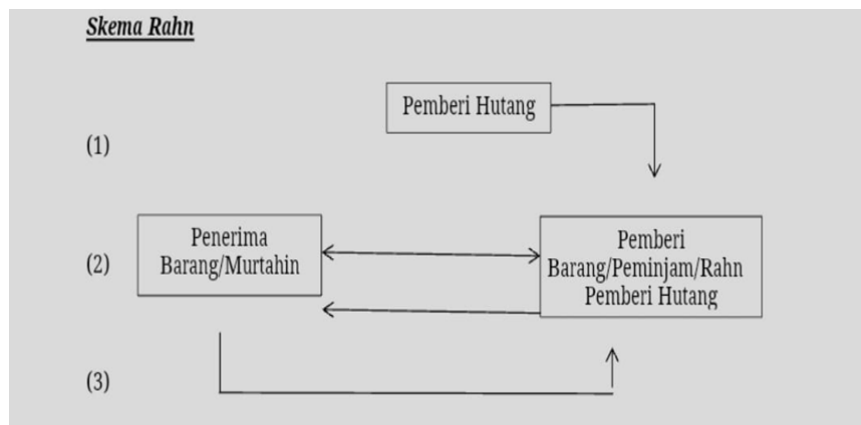 Skema Rahn
Pemberi Hutang
(1)
Penerima
Barang/Murtahin
(2)
Pemberi
Barang/Peminjam/Rahn
Pemberi Hutang
(3)